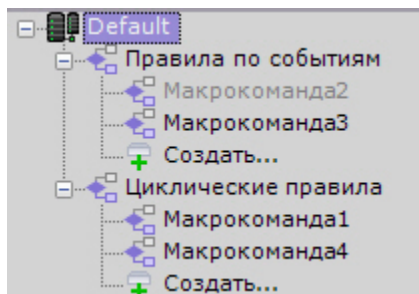 Default
Правила по событиям
Макрокоманда2
Макрокоманда3
Создать...
Циклические правила
Макрокоманда1
Макрокоманда4
Создать...